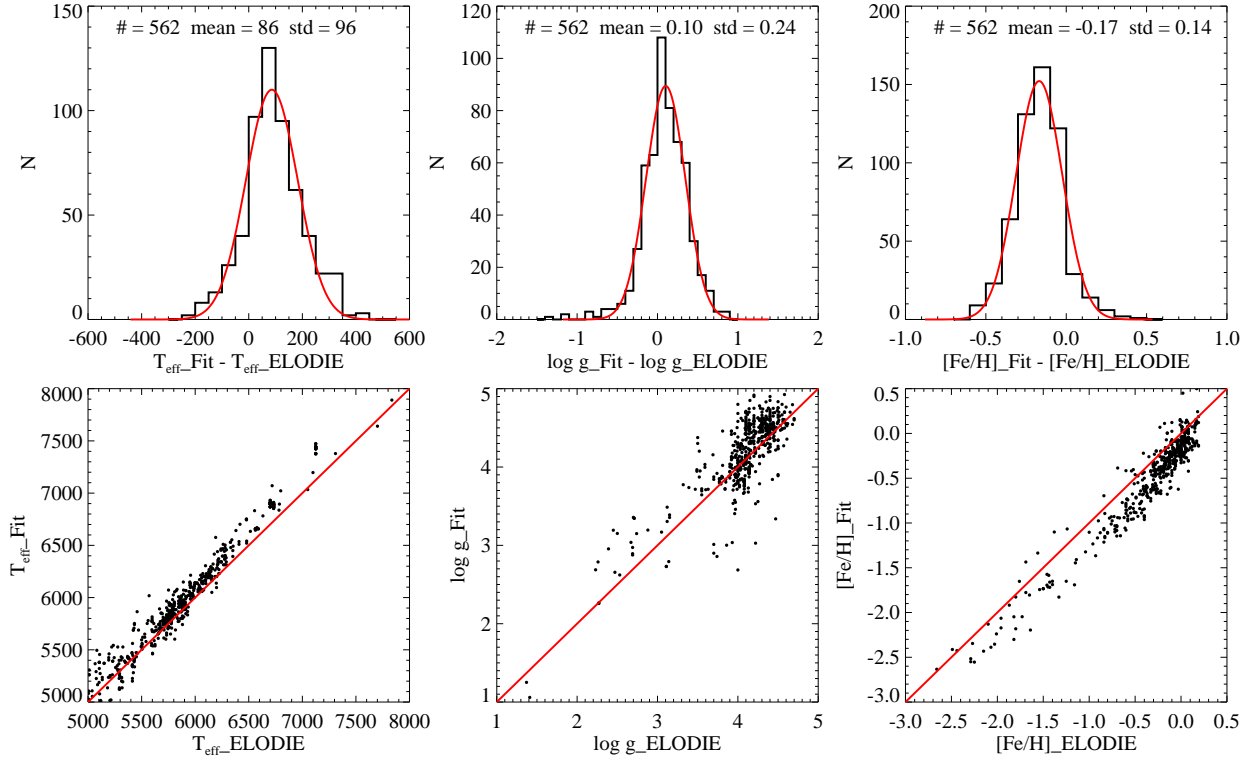 # = 562 mean = 86 std = 96
150
100
50
0
N
-600 -400 -200 0 200 400 600
T_eff_Fit - T_eff_ELODIE
# = 562 mean = 0.10 std = 0.24
120
100
80
60
40
20
0
N
-2 -1 0 1 2
log g_Fit - log g_ELODIE
# = 562 mean = -0.17 std = 0.14
200
150
100
50
0
N
-1.0 -0.5 0.0 0.5 1.0
[Fe/H]_Fit - [Fe/H]_ELODIE
8000
7500
7000
6500
6000
5500
5000
T_eff_Fit
5000 5500 6000 6500 7000 7500 8000
T_eff_ELODIE
5
4
3
2
1
log g_Fit
1 2 3 4 5
log g_ELODIE
0.0
-0.5
-1.0
-1.5
-2.0
-2.5
-3.0
[Fe/H]_Fit
-3.0 -2.5 -2.0 -1.5 -1.0 -0.5 0.0 0.5
[Fe/H]_ELODIE